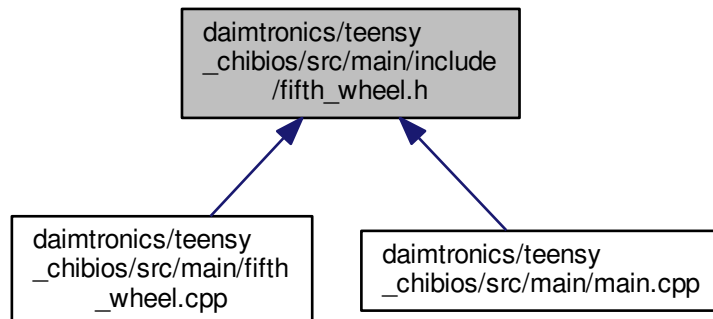 daimtronics/teensy
_chibios/src/main/include
/fifth_wheel.h
daimtronics/teensy
_chibios/src/main/fifth
_wheel.cpp
daimtronics/teensy
_chibios/src/main/main.cpp